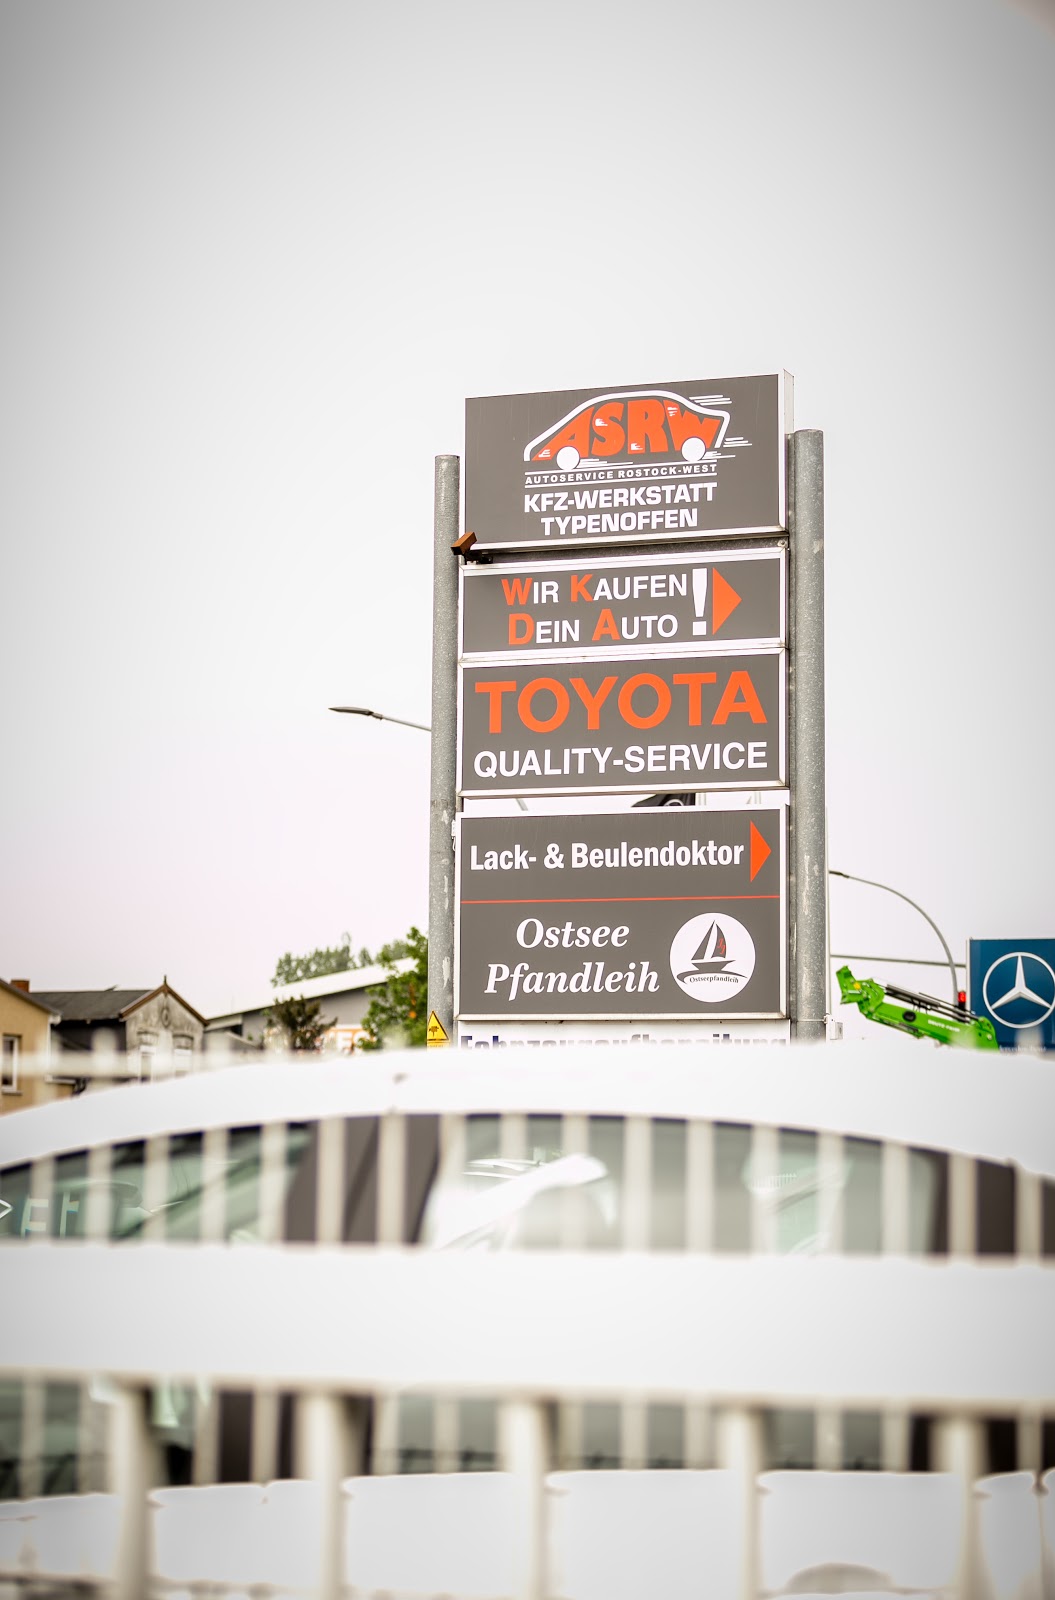 ASRW
AUTOSERVICE ROSTOCK-WEST
KFZ-WERKSTATT
TYPENOFFEN
WIR KAUFEN
DEIN AUTO!
TOYOTA
QUALITY-SERVICE
Lack- & Beulendoktor
Ostsee
Pfandleih
Ostseepfandleih
Fahrzeugaufbereitung